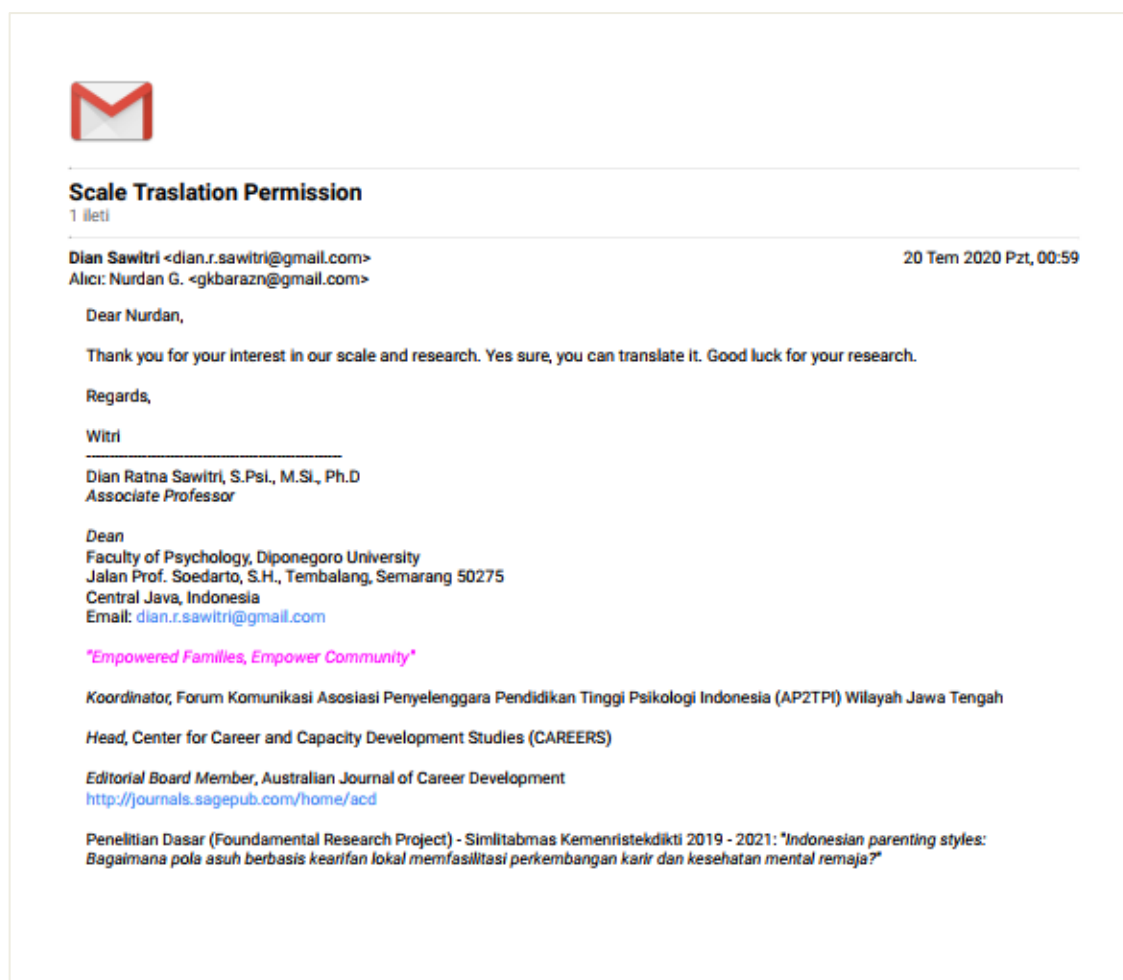 Scale Traslation Permission
1 ileti
Dian Sawitri <dian.r.sawitri@gmail.com>
20 Tem 2020 Pzt, 00:59
Alıcı: Nurdan G. <gkbarazn@gmail.com>
Dear Nurdan,
Thank you for your interest in our scale and research. Yes sure, you can translate it. Good luck for your research.
Regards,
Witri
Dian Ratna Sawitri, S.Psi., M.Si., Ph.D
Associate Professor
Dean
Faculty of Psychology, Diponegoro University
Jalan Prof. Soedarto, S.H., Tembalang, Semarang 50275
Central Java, Indonesia
Email: dian.r.sawitri@gmail.com
"Empowered Families, Empower Community"
Koordinator, Forum Komunikasi Asosiasi Penyelenggara Pendidikan Tinggi Psikologi Indonesia (AP2TPI) Wilayah Jawa Tengah
Head, Center for Career and Capacity Development Studies (CAREERS)
Editorial Board Member, Australian Journal of Career Development
http://journals.sagepub.com/home/acd
Penelitian Dasar (Foundamental Research Project) - Simlitabmas Kemenristekdikti 2019 - 2021: "Indonesian parenting styles:
Bagaimana pola asuh berbasis kearifan lokal memfasilitasi perkembangan karir dan kesehatan mental remaja?"